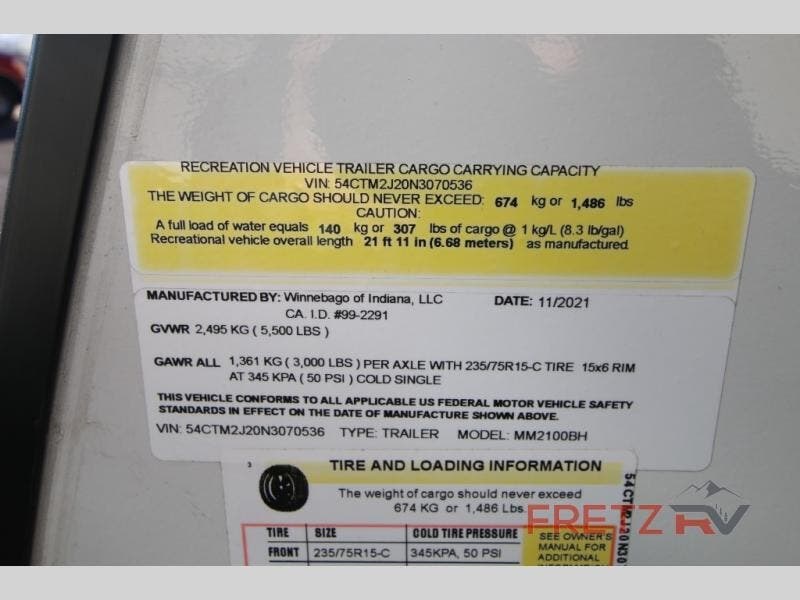 RECREATION VEHICLE TRAILER CARGO CARRYING CAPACITY
VIN: 54CTM2J20N3070536
THE WEIGHT OF CARGO SHOULD NEVER EXCEED: 674 kg or 1,486 lbs
CAUTION:
A full load of water equals 140 kg or 307 lbs of cargo @ 1 kg/L (8.3 lb/gal)
Recreational vehicle overall length 21 ft 11 in (6.68 meters) as manufactured.
MANUFACTURED BY: Winnebago of Indiana, LLC DATE: 11/2021
CA. I.D. #99-2291
GVWR 2,495 KG ( 5,500 LBS )
GAWR ALL 1,361 KG ( 3,000 LBS ) PER AXLE WITH 235/75R15-C TIRE 15x6 RIM
AT 345 KPA ( 50 PSI ) COLD SINGLE
THIS VEHICLE CONFORMS TO ALL APPLICABLE US FEDERAL MOTOR VEHICLE SAFETY
STANDARDS IN EFFECT ON THE DATE OF MANUFACTURE SHOWN ABOVE.
VIN: 54CTM2J20N3070536 TYPE: TRAILER MODEL: MM2100BH
3
TIRE AND LOADING INFORMATION
The weight of cargo should never exceed
674 KG or 1,486 Lbs.
TIRE SIZE COLD TIRE PRESSURE
FRONT 235/75R15-C 345KPA, 50 PSI
SEE OWNER'S
MANUAL FOR
ADDITIONAL
54CTM2J20N30
FRETZ RV